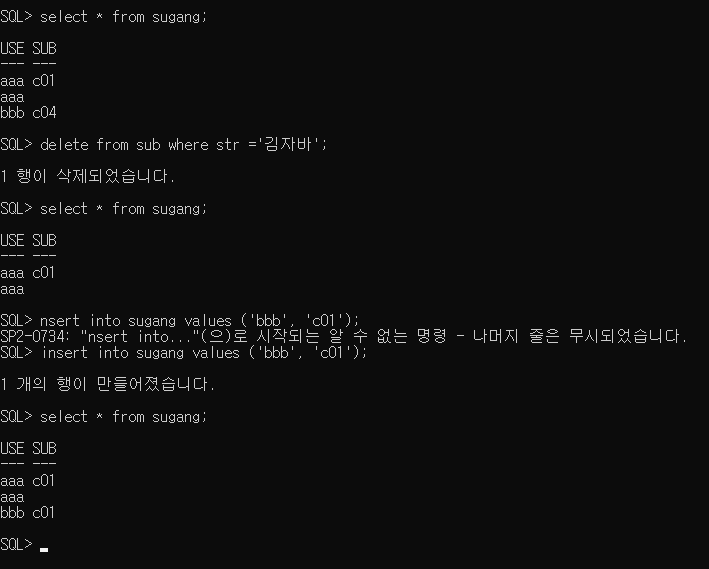 SQL> select * from sugang;
USE SUB
--- ---
aaa c01
aaa
bbb c04
SQL> delete from sub where str ='김자바';
1 행이 삭제되었습니다.
SQL> select * from sugang;
USE SUB
--- ---
aaa c01
aaa
SQL> nsert into sugang values ('bbb', 'c01');
SP2-0734: "nsert into..."(으)로 시작되는 알 수 없는 명령 - 나머지 줄은 무시되었습니다.
SQL> insert into sugang values ('bbb', 'c01');
1 개의 행이 만들어졌습니다.
SQL> select * from sugang;
USE SUB
--- ---
aaa c01
aaa
bbb c01
SQL>